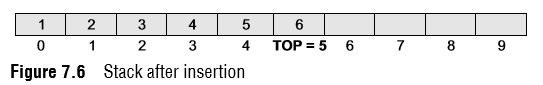 1 2 3 4 5 6
0 1 2 3 4 TOP = 5 6 7 8 9
Figure 7.6 Stack after insertion